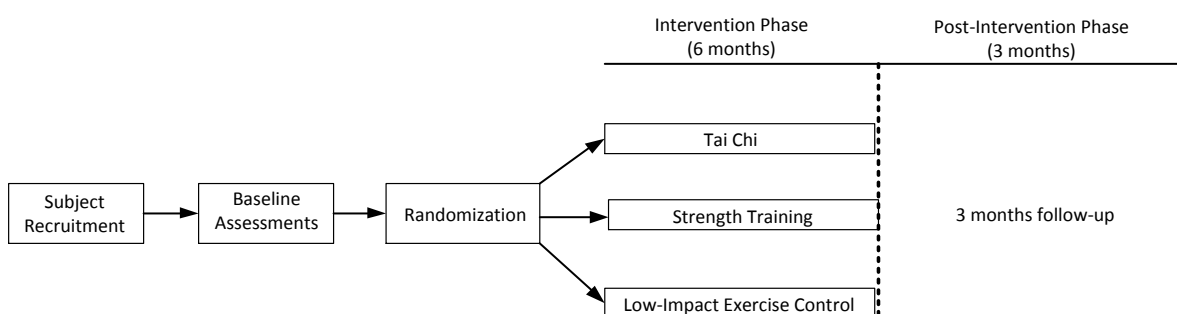 Intervention Phase
(6 months)
Post-Intervention Phase
(3 months)
Tai Chi
Subject
Recruitment
Baseline
Assessments
Randomization
Strength Training
3 months follow-up
Low-Impact Exercise Control